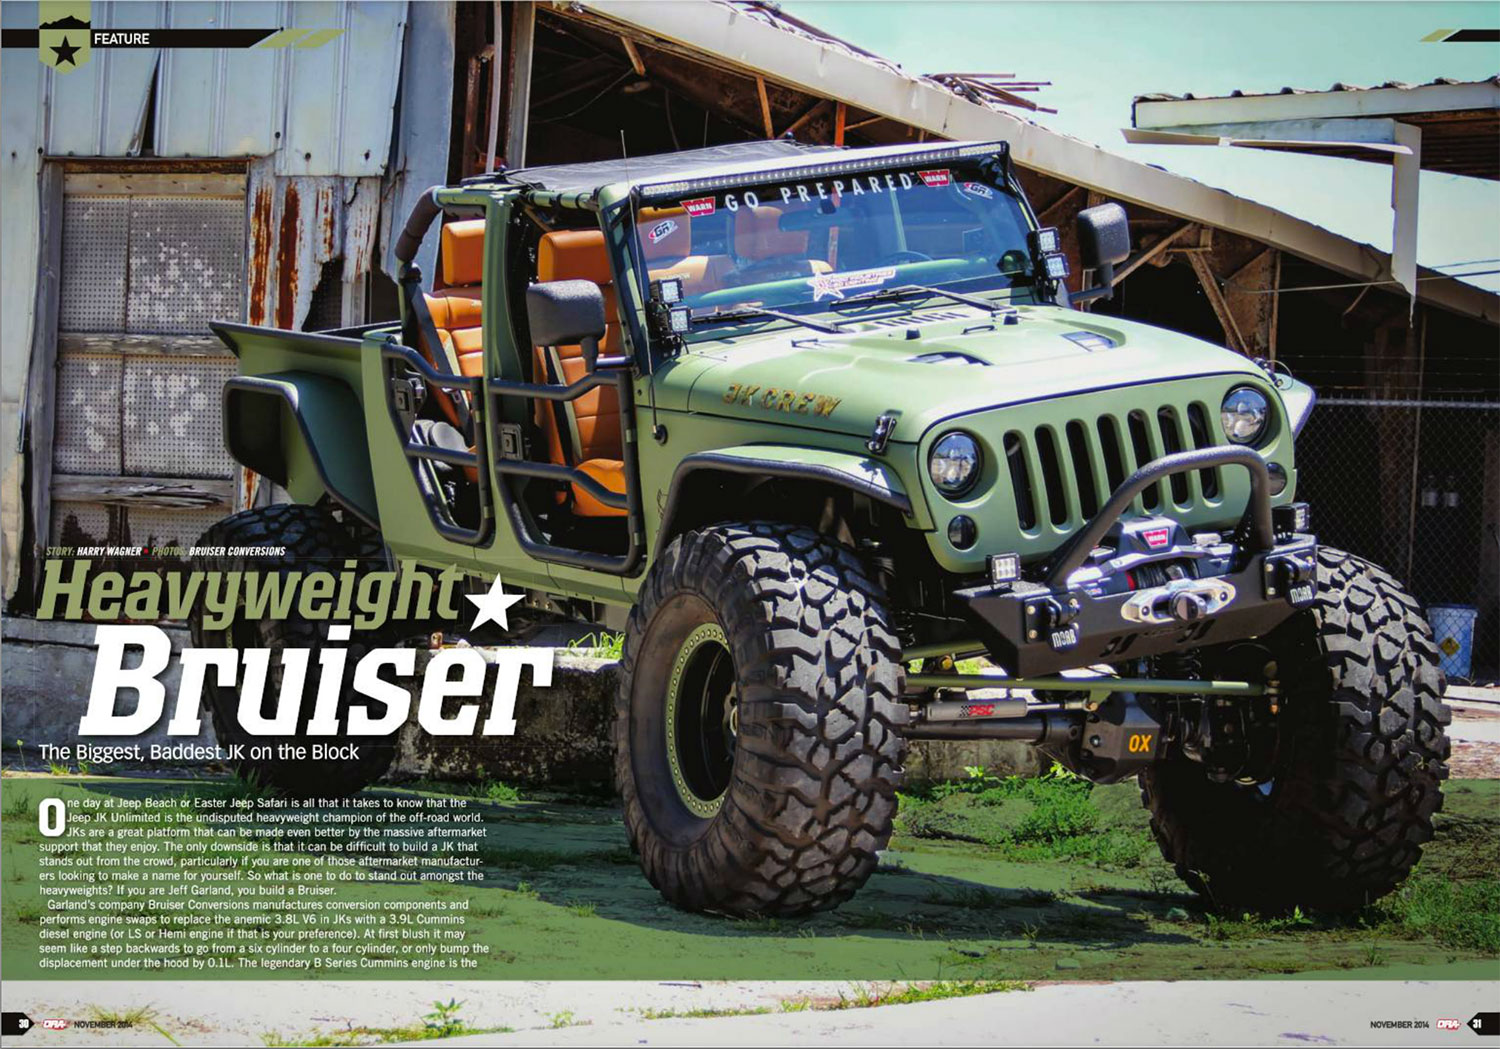 FEATURE
WARN GO PREPARED WARN
GR
GR
JK CREW
WARN
MORB
MORB
PSC
OX
STORY: HARRY WAGNER • PHOTOS: BRUISER CONVERSIONS
Heavyweight
Bruiser
The Biggest, Baddest JK on the Block
One day at Jeep Beach or Easter Jeep Safari is all that it takes to know that the
Jeep JK Unlimited is the undisputed heavyweight champion of the off-road world.
JKs are a great platform that can be made even better by the massive aftermarket
support that they enjoy. The only downside is that it can be difficult to build a JK that
stands out from the crowd, particularly if you are one of those aftermarket manufactur-
ers looking to make a name for yourself. So what is one to do to stand out amongst the
heavyweights? If you are Jeff Garland, you build a Bruiser.
Garland's company Bruiser Conversions manufactures conversion components and
performs engine swaps to replace the anemic 3.8L V6 in JKs with a 3.9L Cummins
diesel engine (or LS or Hemi engine if that is your preference). At first blush it may
seem like a step backwards to go from a six cylinder to a four cylinder, or only bump the
displacement under the hood by 0.1L. The legendary B Series Cummins engine is the
30 NOVEMBER 2014
NOVEMBER 2014 31